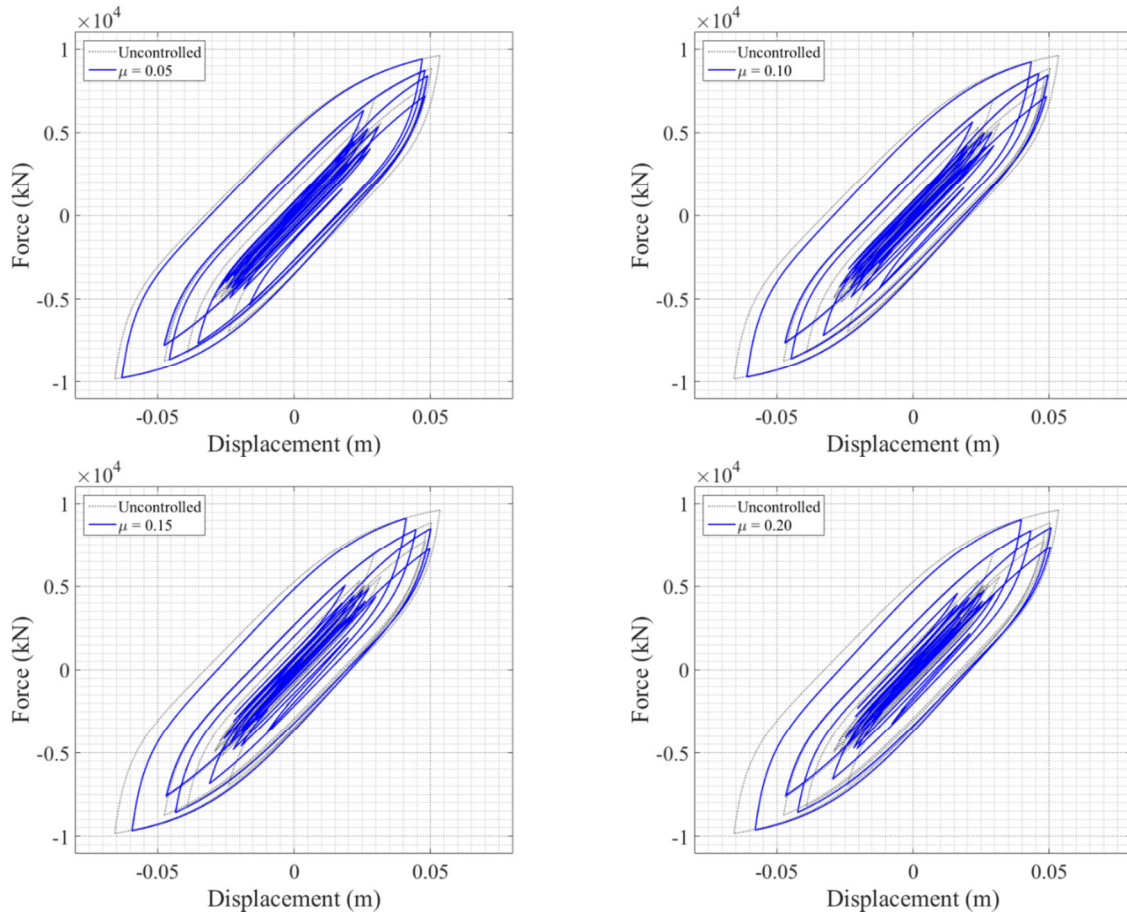 ×10⁴
Uncontrolled
μ = 0.05
1
0.5
0
-0.5
-1
Force (kN)
-0.05
0
0.05
Displacement (m)
×10⁴
Uncontrolled
μ = 0.10
1
0.5
0
-0.5
-1
Force (kN)
-0.05
0
0.05
Displacement (m)
×10⁴
Uncontrolled
μ = 0.15
1
0.5
0
-0.5
-1
Force (kN)
-0.05
0
0.05
Displacement (m)
×10⁴
Uncontrolled
μ = 0.20
1
0.5
0
-0.5
-1
Force (kN)
-0.05
0
0.05
Displacement (m)